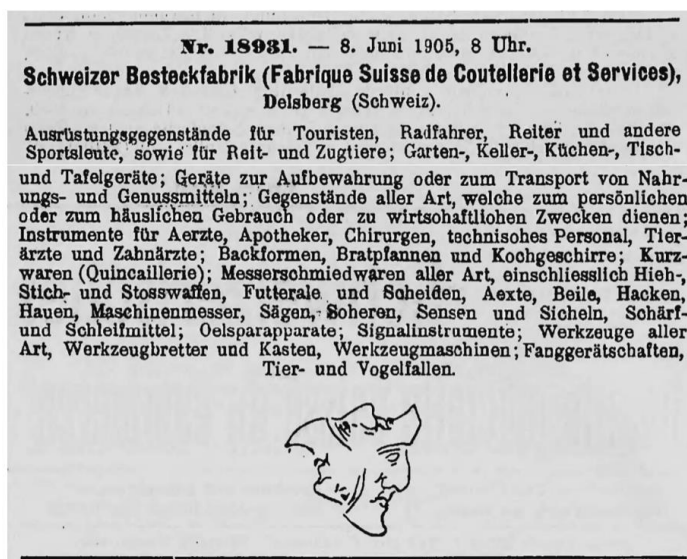 Nr. 18931. — 8. Juni 1905, 8 Uhr.
Schweizer Besteckfabrik (Fabrique Suisse de Coutellerie et Services),
Delsberg (Schweiz).
Ausrüstungsgegenstände für Touristen, Radfahrer, Reiter und andere
Sportsleute, sowie für Reit- und Zugtiere; Garten-, Keller-, Küchen-, Tisch-
und Tafelgeräte; Geräte zur Aufbewahrung oder zum Transport von Nahr-
ungs- und Genussmitteln; Gegenstände aller Art, welche zum persönlichen
oder zum häuslichen Gebrauch oder zu wirtschaftlichen Zwecken dienen;
Instrumente für Aerzte, Apotheker, Chirurgen, technisches Personal, Tier-
ärzte und Zahnärzte; Backformen, Bratpfannen und Kochgeschirre; Kurz-
waren (Quincaillerie); Messerschmiedwaren aller Art, einschliesslich Hieb-,
Stich- und Stosswaffen, Futterale und Scheiden, Aexte, Beile, Hacken,
Hauen, Maschinenmesser, Sägen, Scheren, Sensen und Sicheln, Schärf-
und Schleifmittel; Oelsparapparate; Signalinstrumente; Werkzeuge aller
Art, Werkzeugbretter und Kasten, Werkzeugmaschinen; Fanggerätschaften,
Tier- und Vogelfallen.